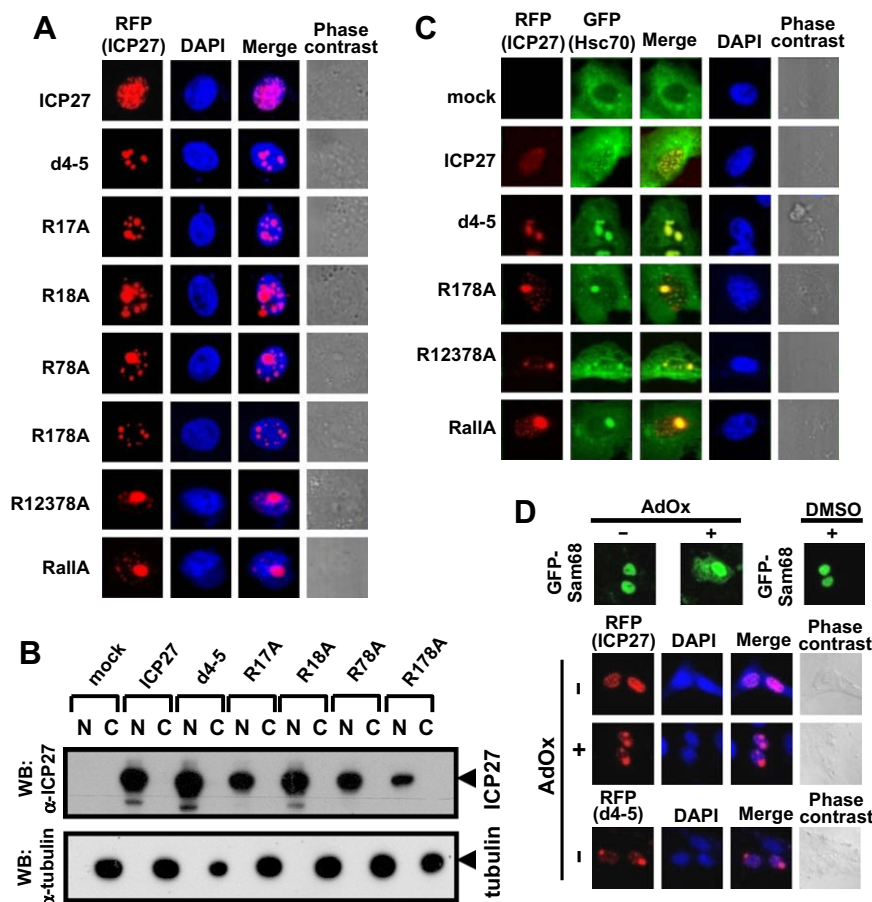 A
RFP
(ICP27)
DAPI
Merge
Phase
contrast
ICP27
d4-5
R17A
R18A
R78A
R178A
R12378A
RallA
B
mock
ICP27
d4-5
R17A
R18A
R78A
R178A
N C N C N C N C N C N C N C
WB:
α-ICP27
ICP27
WB:
α-tubulin
tubulin
C
RFP
(ICP27)
GFP
(Hsc70)
Merge
DAPI
Phase
contrast
mock
ICP27
d4-5
R178A
R12378A
RallA
D
AdOx
DMSO
– +
+
GFP-
Sam68
GFP-
Sam68
RFP
(ICP27)
DAPI
Merge
Phase
contrast
AdOx
–
+
RFP
(d4-5)
DAPI
Merge
Phase
contrast
–